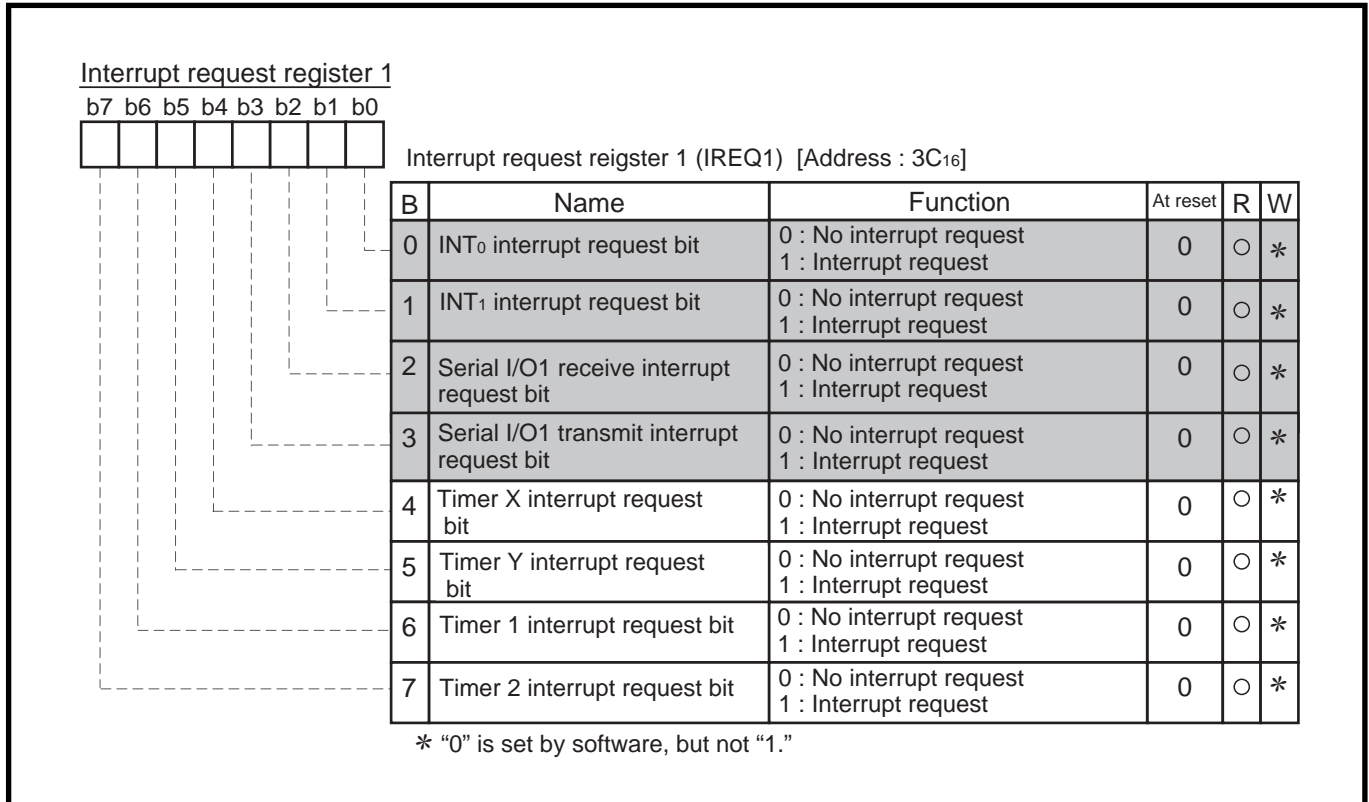 Interrupt request register 1
b7 b6 b5 b4 b3 b2 b1 b0
Interrupt request reigster 1 (IREQ1) [Address : 3C16]
B Name Function At reset R W
0 INT0 interrupt request bit 0 : No interrupt request 0 ○ *
1 : Interrupt request
1 INT1 interrupt request bit 0 : No interrupt request 0 ○ *
1 : Interrupt request
2 Serial I/O1 receive interrupt 0 : No interrupt request 0 ○ *
request bit 1 : Interrupt request
3 Serial I/O1 transmit interrupt 0 : No interrupt request 0 ○ *
request bit 1 : Interrupt request
4 Timer X interrupt request 0 : No interrupt request 0 ○ *
bit 1 : Interrupt request
5 Timer Y interrupt request 0 : No interrupt request 0 ○ *
bit 1 : Interrupt request
6 Timer 1 interrupt request bit 0 : No interrupt request 0 ○ *
1 : Interrupt request
7 Timer 2 interrupt request bit 0 : No interrupt request 0 ○ *
1 : Interrupt request
* “0” is set by software, but not “1.”